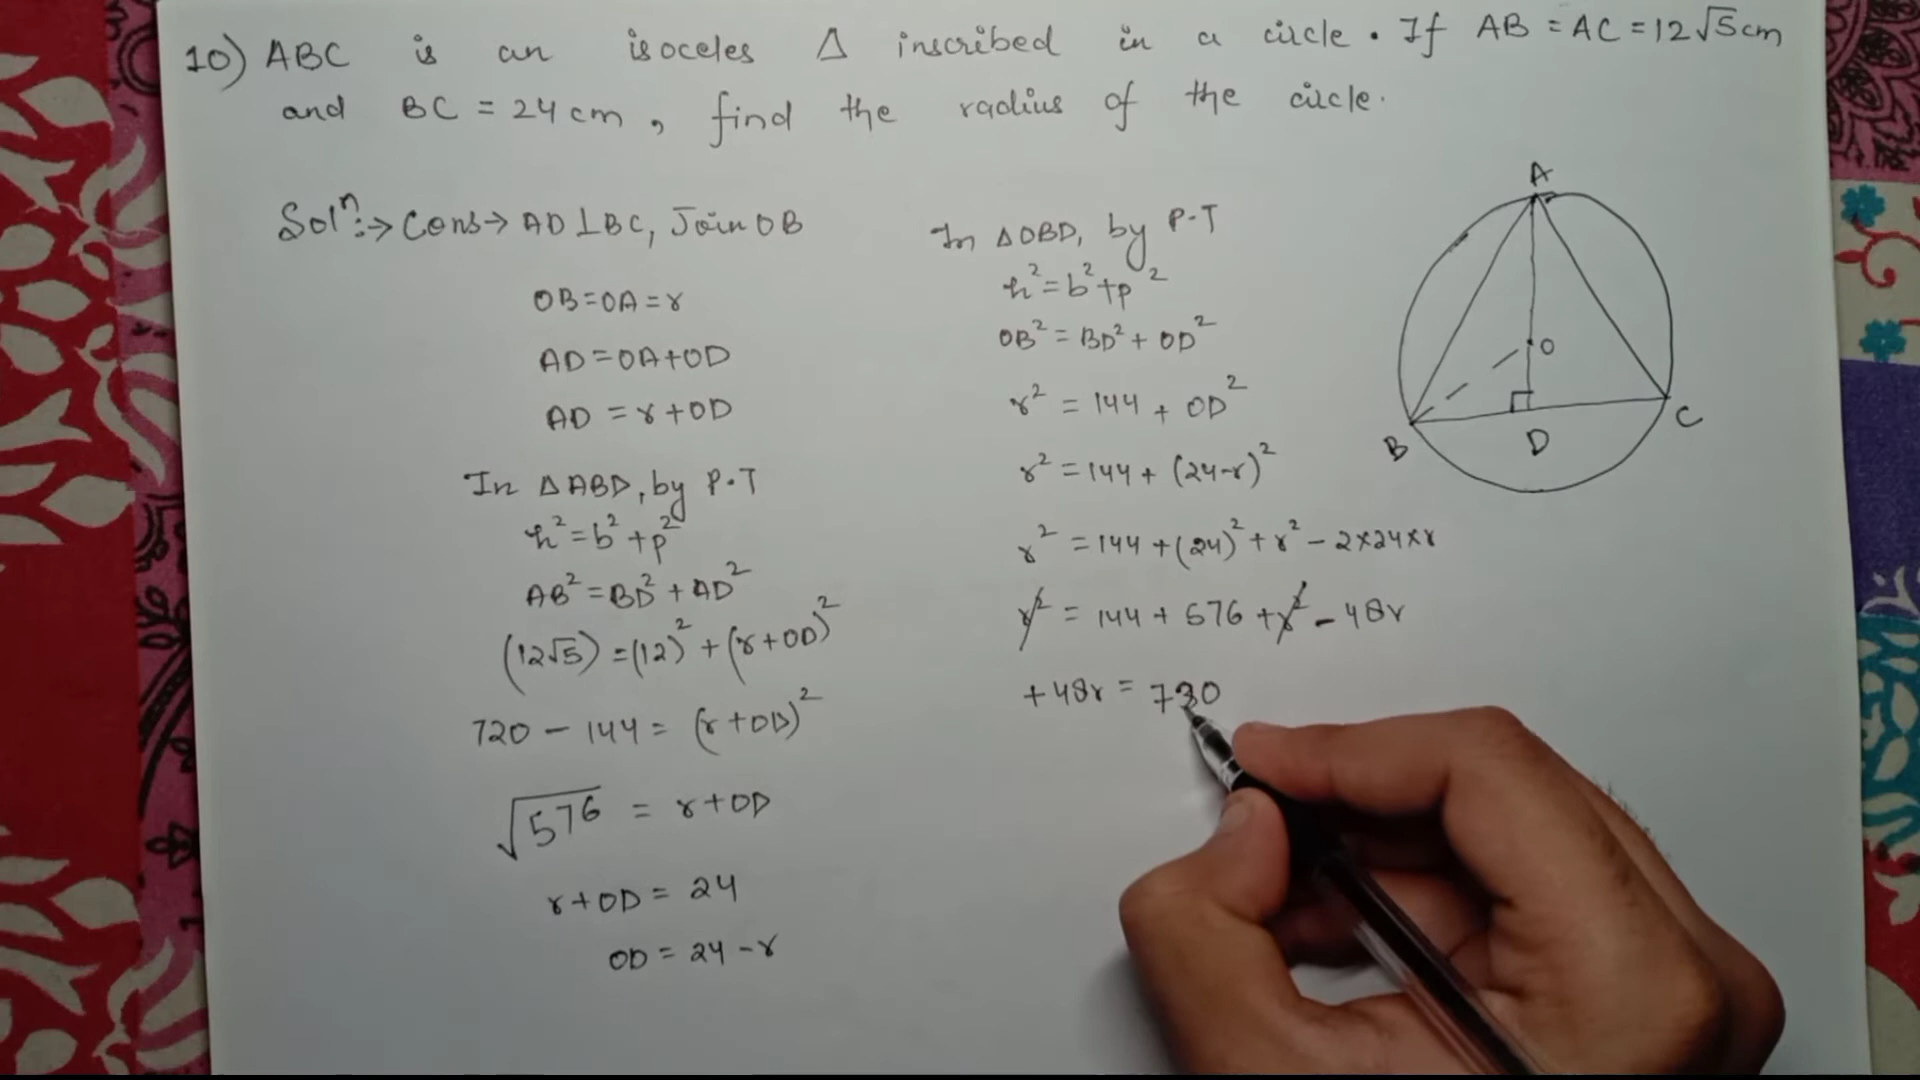 10) ABC is an isoceles Δ inscribed in a circle. If AB = AC = 12√5 cm
and BC = 24 cm, find the radius of the circle.
Solⁿ:→ Cons→ AD⊥BC, Join OB
OB=OA=r
AD=OA+OD
AD = r+OD
In ΔABD, by P.T
h²=b²+p²
AB²=BD²+AD²
(12√5)=(12)²+(r+OD)²
720 - 144 = (r+OD)²
√576 = r+OD
r+OD = 24
OD = 24-r
In ΔOBD, by P.T
h²=b²+p²
OB² = BD²+ OD²
r² = 144 + OD²
r² = 144 + (24-r)²
r² = 144 + (24)² + r² - 2×24×r
r² = 144 + 576 + r² - 48r
+48r = 730
A
O
B
D
C